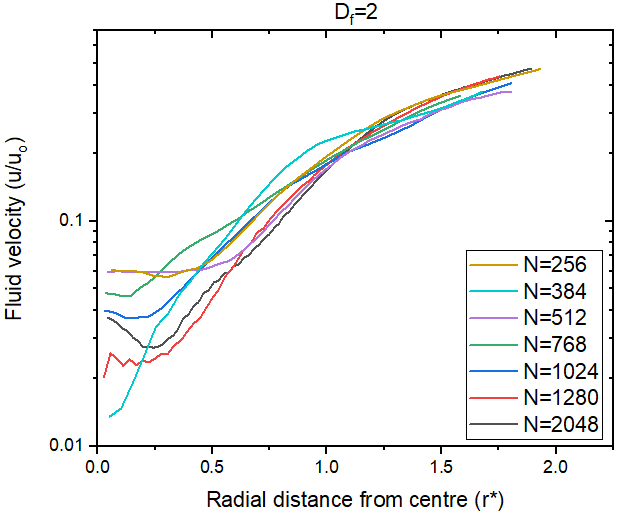 D_f=2
Fluid velocity (u/u_o)
0.1
0.01
N=256
N=384
N=512
N=768
N=1024
N=1280
N=2048
0.0 0.5 1.0 1.5 2.0
Radial distance from centre (r*)